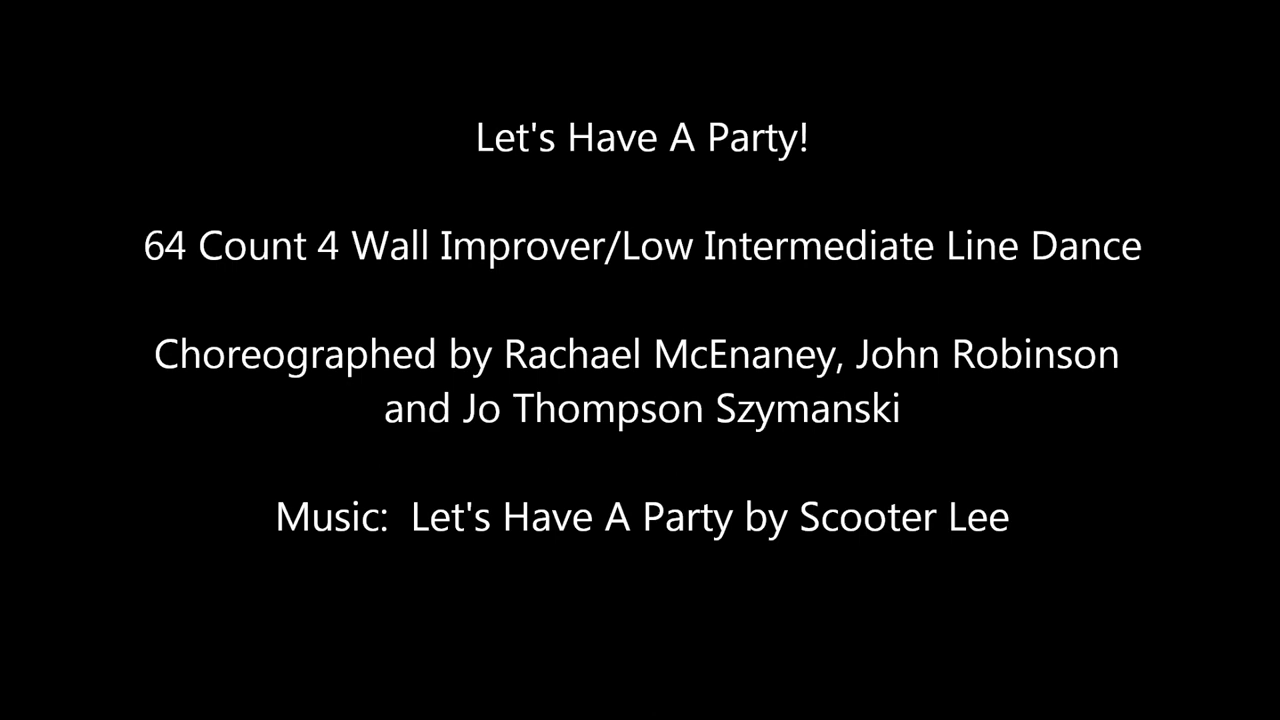 Let's Have A Party!
64 Count 4 Wall Improver/Low Intermediate Line Dance
Choreographed by Rachael McEnaney, John Robinson
and Jo Thompson Szymanski
Music:  Let's Have A Party by Scooter Lee